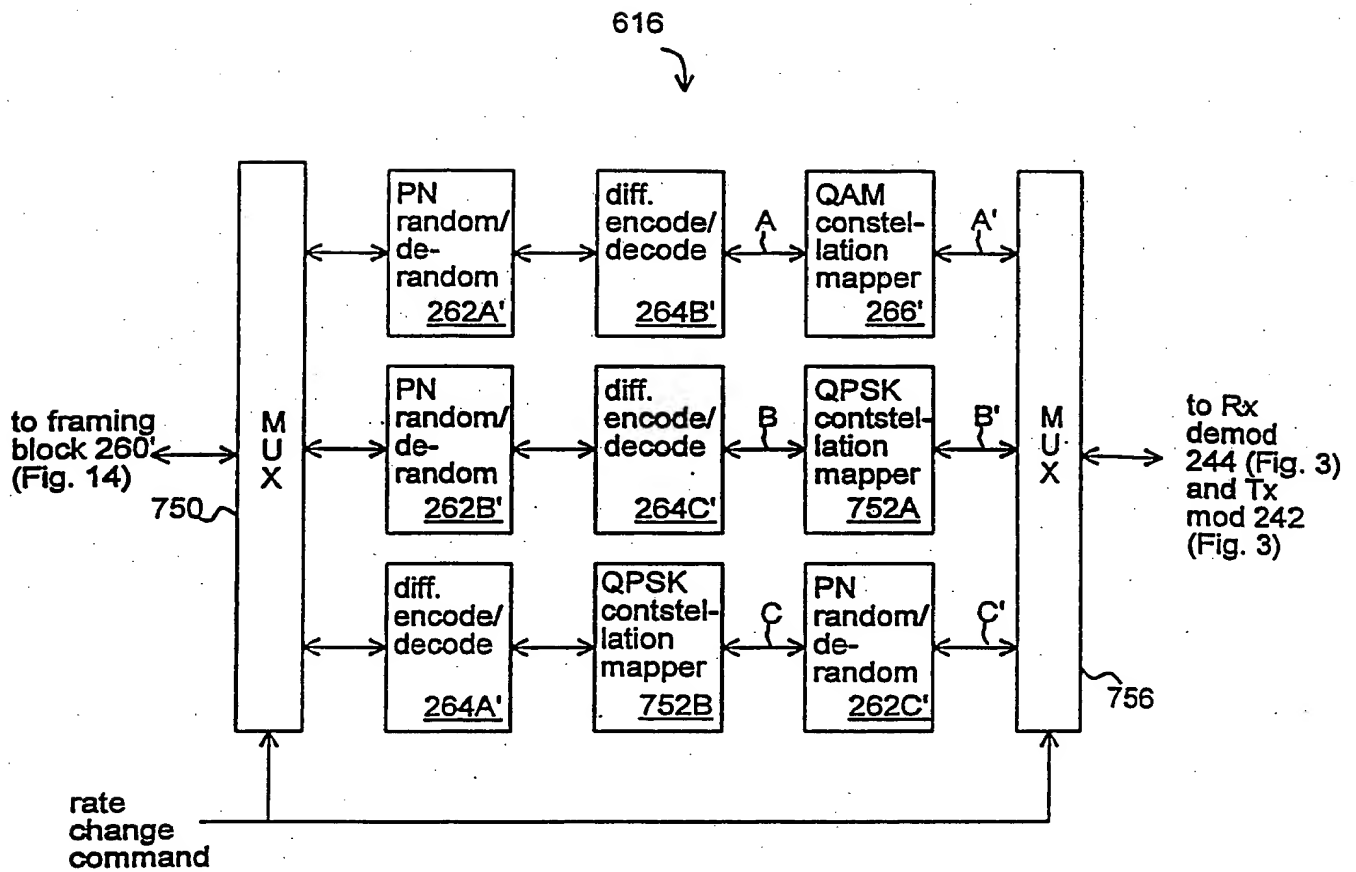 616
PN
random/
de-
random
262A'
diff.
encode/
decode
264B'
A
QAM
constel-
lation
mapper
266'
A'
to framing
block 260'
(Fig. 14)
750
M
U
X
PN
random/
de-
random
262B'
diff.
encode/
decode
264C'
B
QPSK
contstel-
lation
mapper
752A
B'
M
U
X
to Rx
demod
244 (Fig. 3)
and Tx
mod 242
(Fig. 3)
diff.
encode/
decode
264A'
QPSK
contstel-
lation
mapper
752B
C
PN
random/
de-
random
262C'
C'
756
rate
change
command